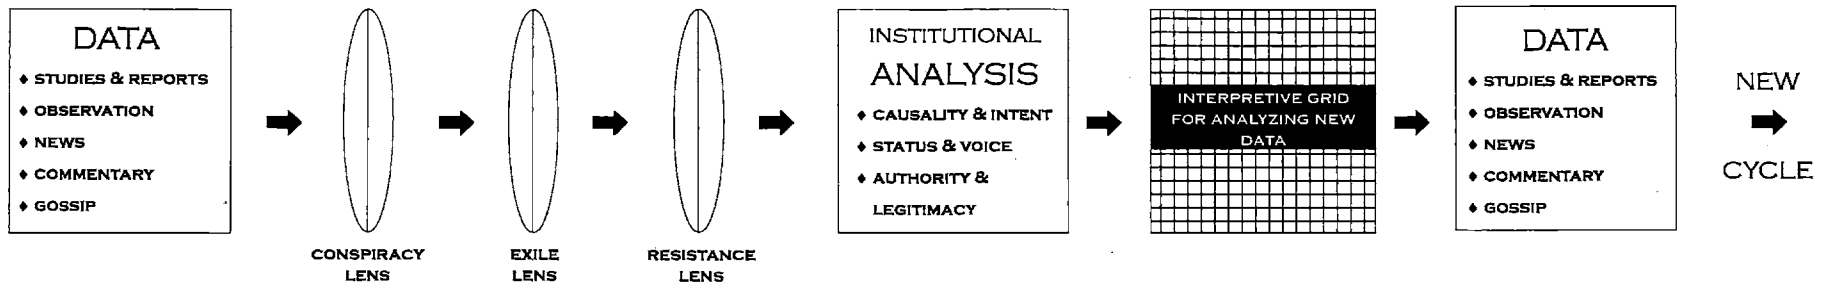 DATA
♦ STUDIES & REPORTS
♦ OBSERVATION
♦ NEWS
♦ COMMENTARY
♦ GOSSIP
CONSPIRACY
LENS
EXILE
LENS
RESISTANCE
LENS
INSTITUTIONAL
ANALYSIS
♦ CAUSALITY & INTENT
♦ STATUS & VOICE
♦ AUTHORITY &
LEGITIMACY
INTERPRETIVE GRID
FOR ANALYZING NEW
DATA
DATA
♦ STUDIES & REPORTS
♦ OBSERVATION
♦ NEWS
♦ COMMENTARY
♦ GOSSIP
NEW
CYCLE